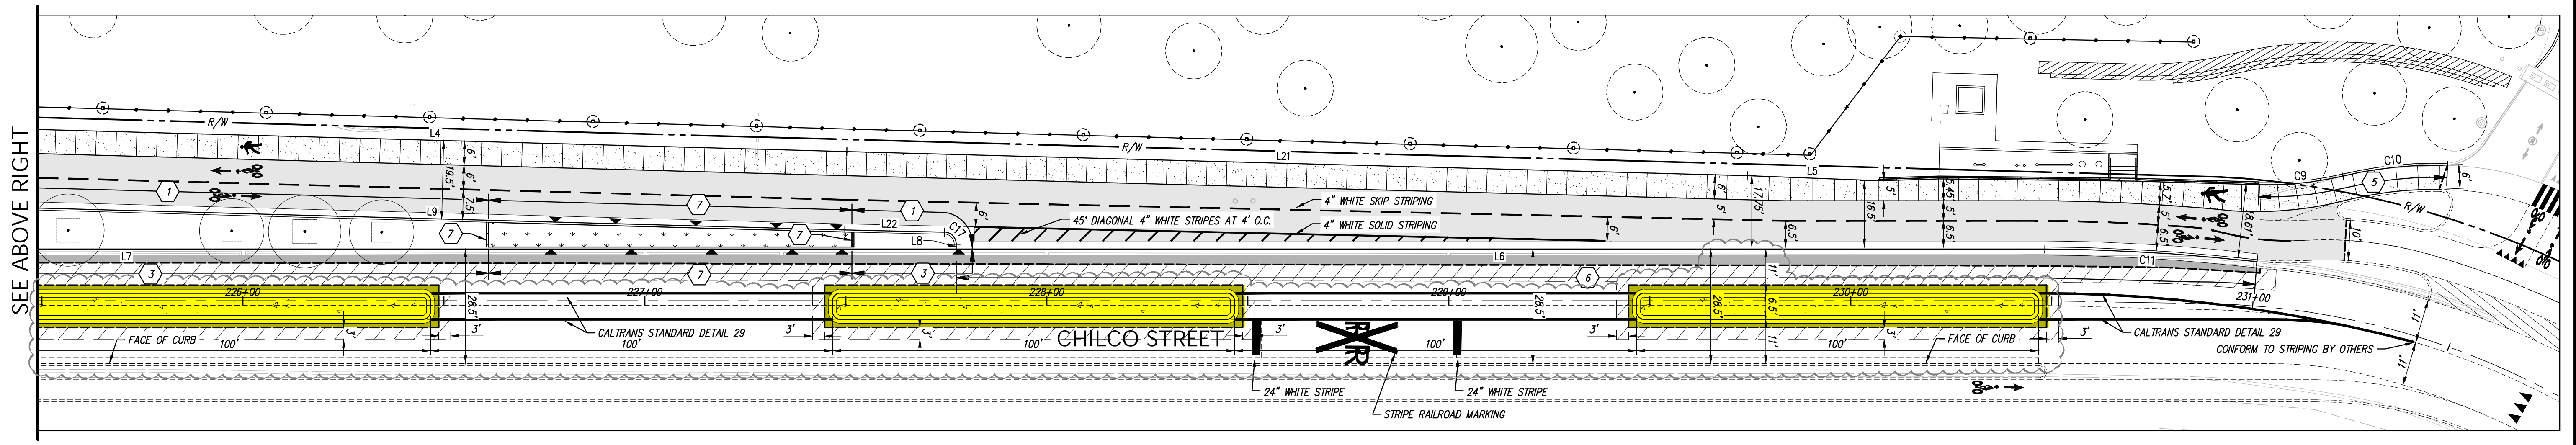 SEE ABOVE RIGHT
R/W
L4
R/W
L21
L5
C10
C9
5
6'
R/W
6'
19.5'
6'
7.5'
1
7
1
6'
6'
5'
17.75'
16.5'
5'
5.45'
5'
6.5'
5.7'
5'
6.5'
18.61'
10'
4" WHITE SKIP STRIPING
45° DIAGONAL 4" WHITE STRIPES AT 4' O.C.
4" WHITE SOLID STRIPING
6'
6.5'
L9
L22
C17
L8
7
7
L7
3
7
3
L6
6
C11
226+00
227+00
228+00
229+00
230+00
231+00
28.5'
28.5'
28.5'
11'
6.5'
11'
3'
3'
3'
3'
3'
3'
3'
3'
FACE OF CURB
CALTRANS STANDARD DETAIL 29
CHILCO STREET
RXR
FACE OF CURB
CALTRANS STANDARD DETAIL 29
CONFORM TO STRIPING BY OTHERS
11'
11'
100'
100'
100'
100'
100'
24" WHITE STRIPE
24" WHITE STRIPE
STRIPE RAILROAD MARKING